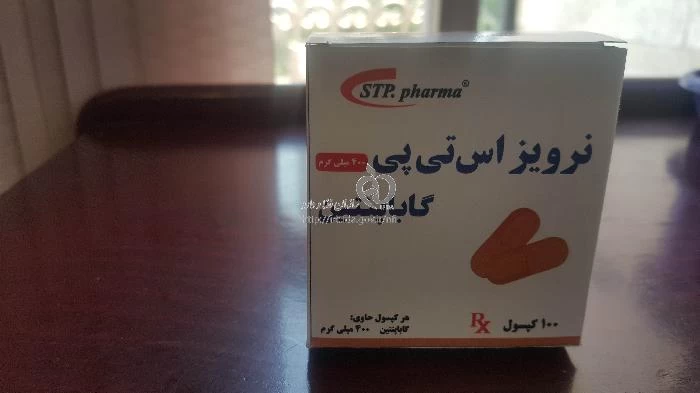 STP. pharma®
نرویز اس تی پی
۴۰۰ میلی گرم
گاباپنتین
هر کپسول حاوی:
گاباپنتین ۴۰۰ میلی گرم
Rx
۱۰۰ کپسول